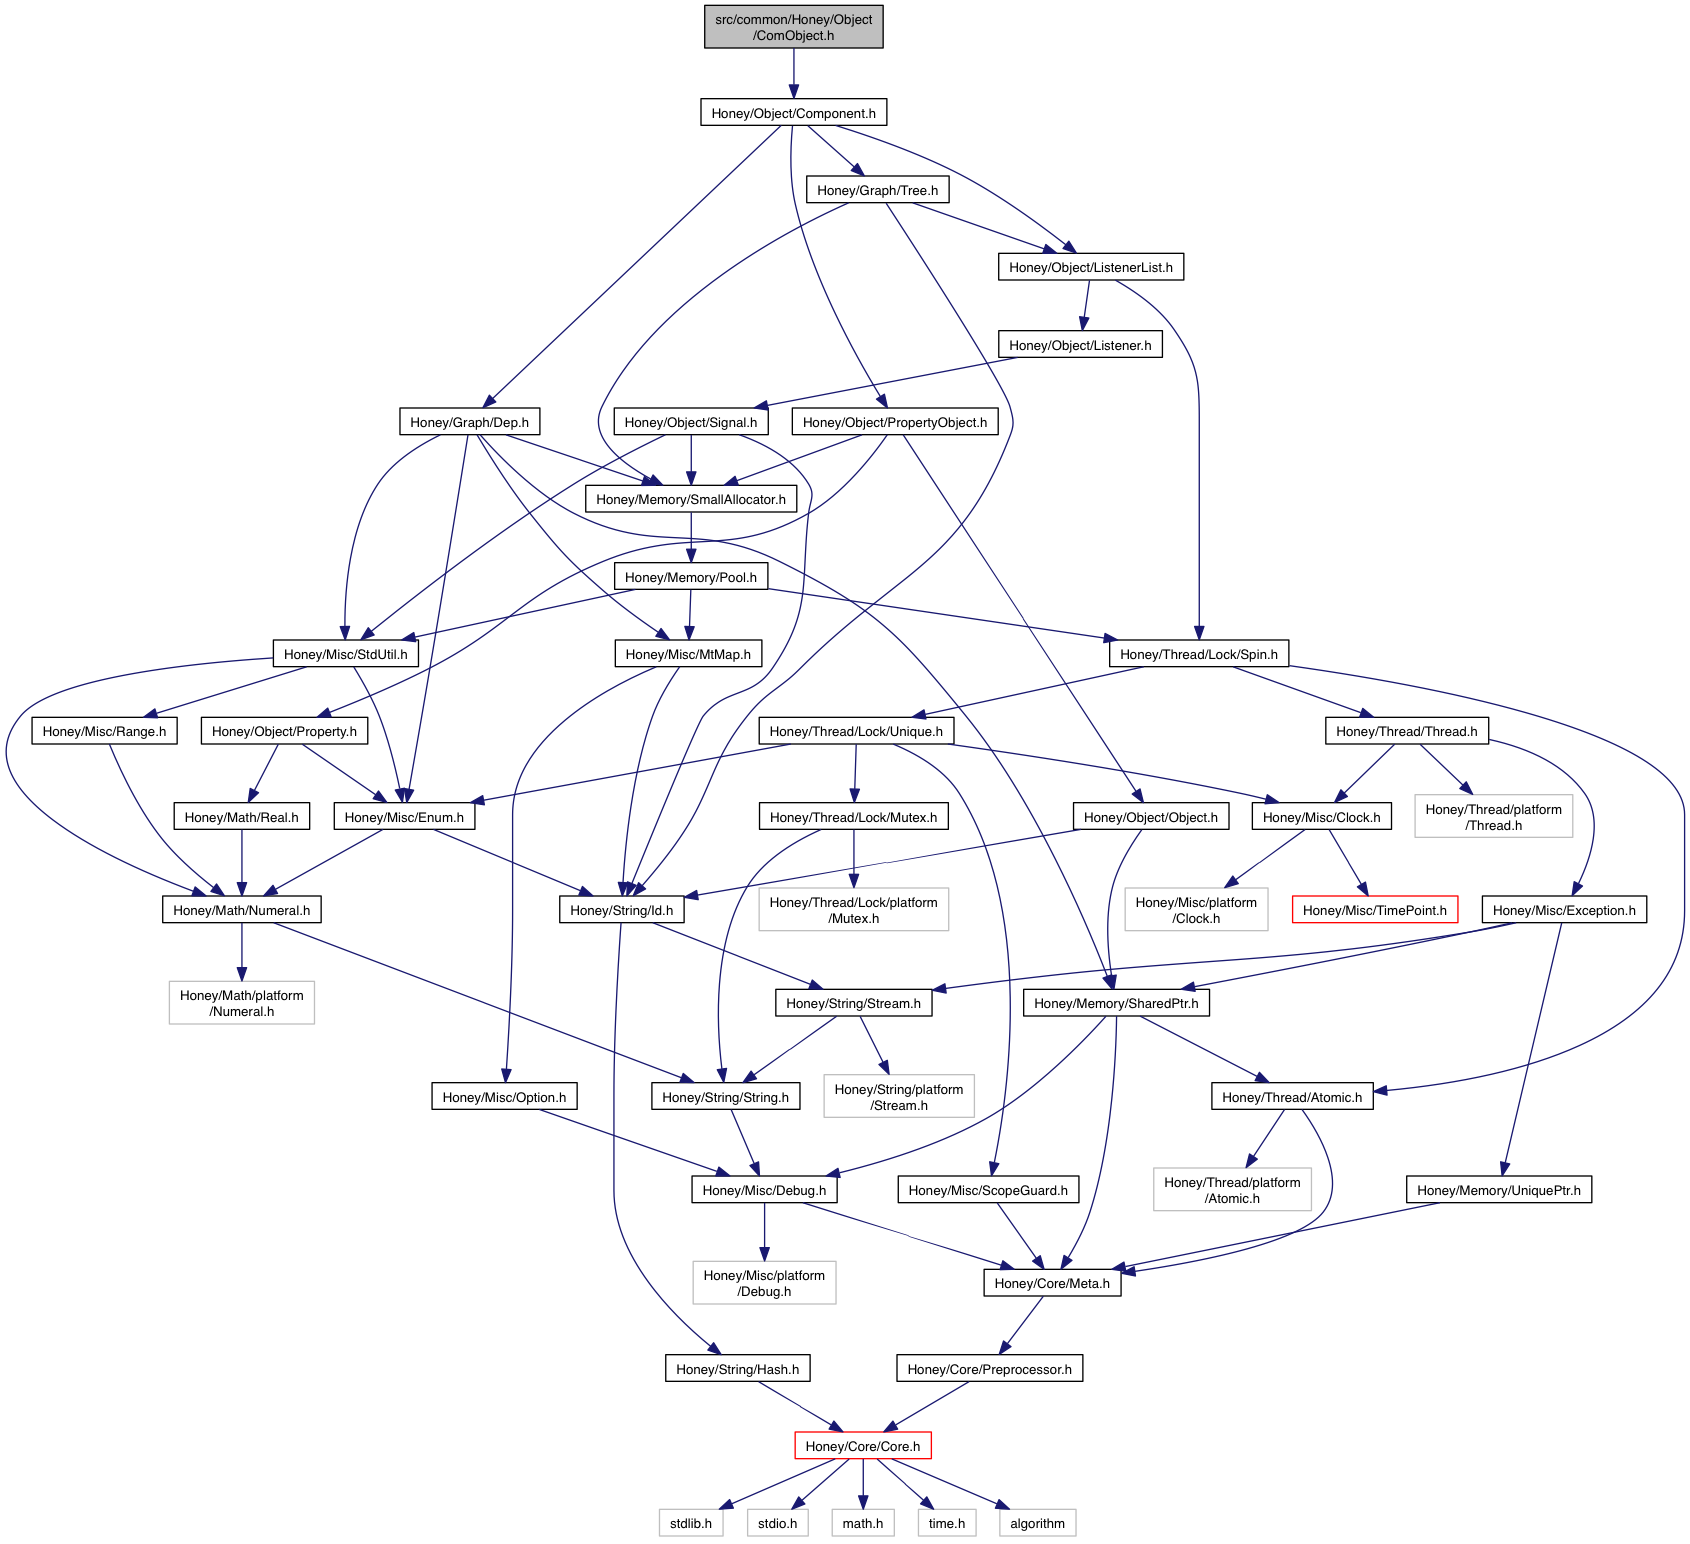 src/common/Honey/Object
/ComObject.h
Honey/Object/Component.h
Honey/Graph/Tree.h
Honey/Object/ListenerList.h
Honey/Object/Listener.h
Honey/Graph/Dep.h
Honey/Object/Signal.h
Honey/Object/PropertyObject.h
Honey/Memory/SmallAllocator.h
Honey/Memory/Pool.h
Honey/Misc/StdUtil.h
Honey/Misc/MtMap.h
Honey/Thread/Lock/Spin.h
Honey/Misc/Range.h
Honey/Object/Property.h
Honey/Thread/Lock/Unique.h
Honey/Thread/Thread.h
Honey/Math/Real.h
Honey/Misc/Enum.h
Honey/Thread/Lock/Mutex.h
Honey/Object/Object.h
Honey/Misc/Clock.h
Honey/Thread/platform
/Thread.h
Honey/Math/Numeral.h
Honey/String/Id.h
Honey/Thread/Lock/platform
/Mutex.h
Honey/Misc/platform
/Clock.h
Honey/Misc/TimePoint.h
Honey/Misc/Exception.h
Honey/Math/platform
/Numeral.h
Honey/String/Stream.h
Honey/Memory/SharedPtr.h
Honey/Misc/Option.h
Honey/String/String.h
Honey/String/platform
/Stream.h
Honey/Thread/Atomic.h
Honey/Misc/Debug.h
Honey/Misc/ScopeGuard.h
Honey/Thread/platform
/Atomic.h
Honey/Memory/UniquePtr.h
Honey/Misc/platform
/Debug.h
Honey/Core/Meta.h
Honey/String/Hash.h
Honey/Core/Preprocessor.h
Honey/Core/Core.h
stdlib.h
stdio.h
math.h
time.h
algorithm